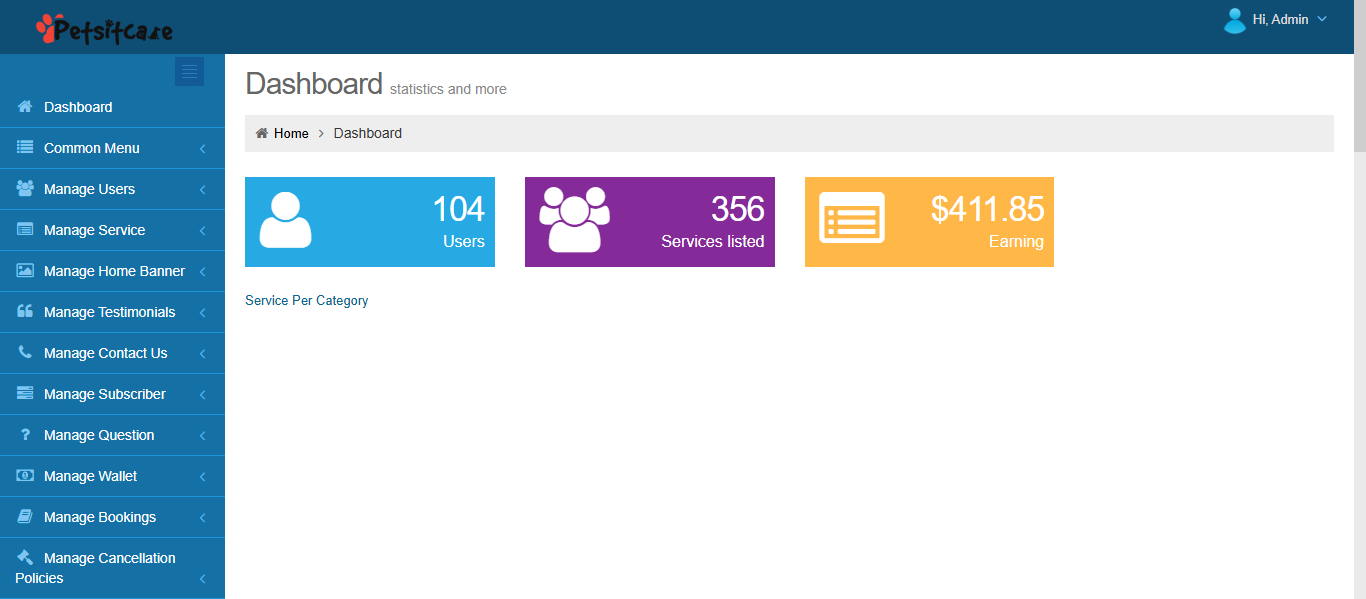 Petsitcare
Hi, Admin
Dashboard
Common Menu
Manage Users
Manage Service
Manage Home Banner
Manage Testimonials
Manage Contact Us
Manage Subscriber
Manage Question
Manage Wallet
Manage Bookings
Manage Cancellation
Policies
Dashboard statistics and more
Home > Dashboard
104
Users
356
Services listed
$411.85
Earning
Service Per Category